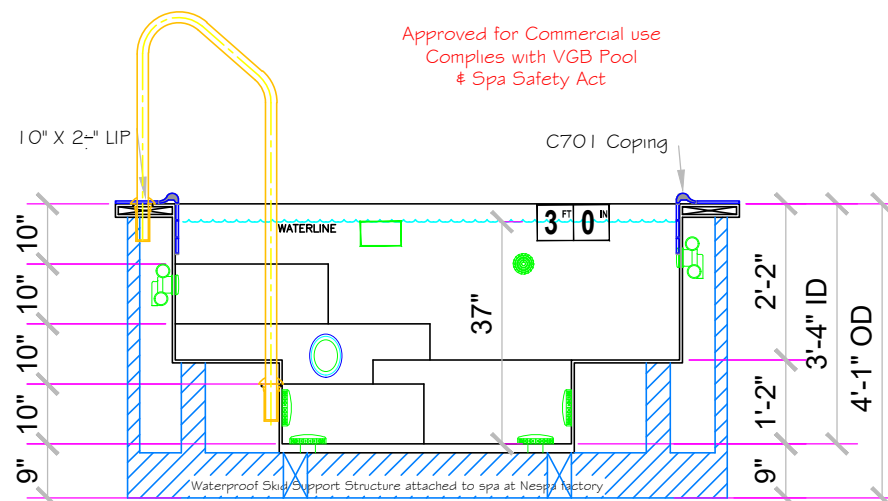 Approved for Commercial use
Complies with VGB Pool
& Spa Safety Act
C701 Coping
3 FT 0 IN
WATERLINE
10"
10"
10"
10"
9"
37"
2'-2"
1'-2"
9"
3'-4" ID
4'-1" OD
Waterproof Skid Support Structure attached to spa at Nespa factory
10" X 2 " LIP